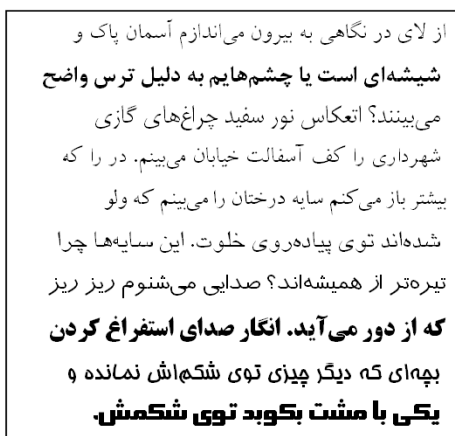 از لای در نگاهی به بیرون می‌اندازم آسمان پاک و
شیشه‌ای است یا چشم‌هایم به دلیل ترس واضح
می‌بینند؟ اتعکاس نور سفید چراغ‌های گازی
شهرداری را کف آسفالت خیابان می‌بینم. در را که
بیشتر باز می‌کنم سایه درختان را می‌بینم که ولو
شده‌اند توی پیاده‌روی خلوت. این سایه‌ها چرا
تیره‌تر از همیشه‌اند؟ صدایی می‌شنوم ریز ریز
که از دور می‌آید. انگار صدای استفراغ کردن
بچه‌ای که دیگر چیزی توی شکم‌اش نمانده و
یکی با مشت بکوبد توی شکمش.